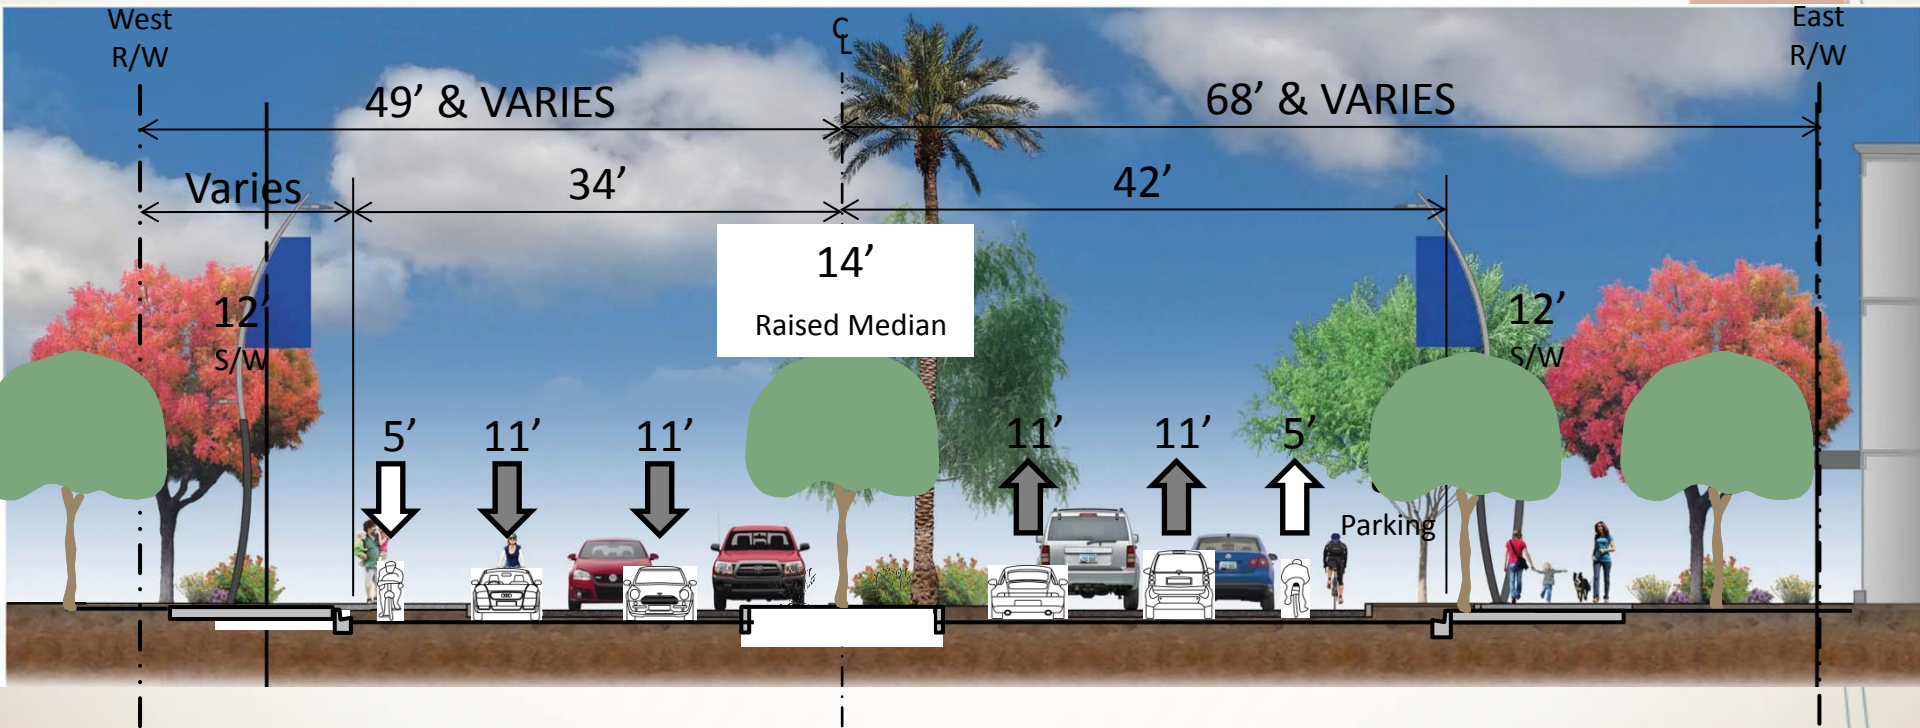 West
R/W
East
R/W
C
L
49' & VARIES
68' & VARIES
Varies
34'
42'
14'
Raised Median
12'
S/W
12'
S/W
5'
11'
11'
11'
11'
5'
Parking